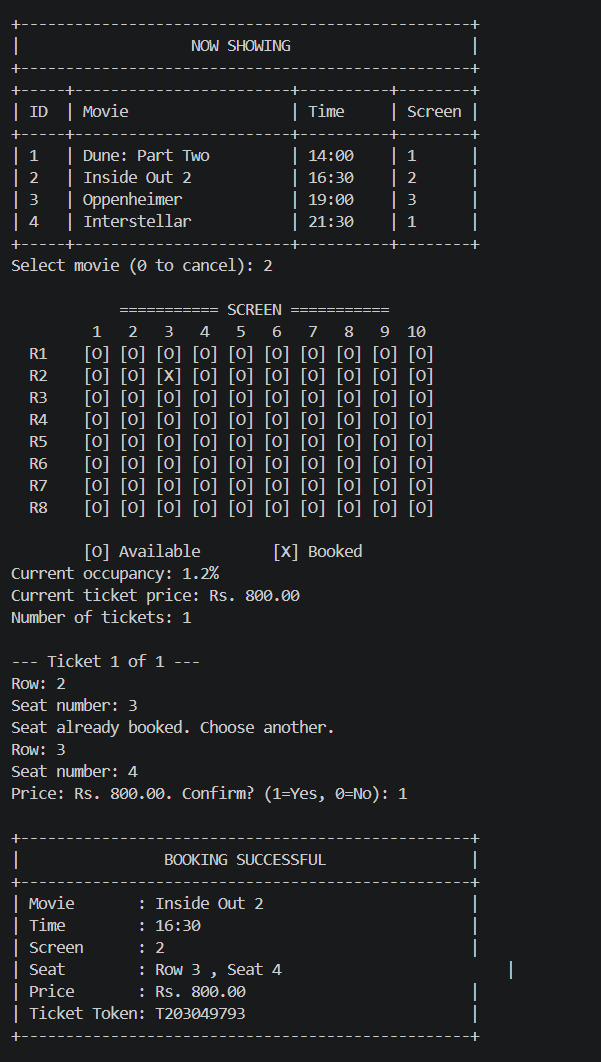 +--------------------------------------------------+
|                   NOW SHOWING                    |
+--------------------------------------------------+
+-----+------------------------+----------+--------+
| ID  | Movie                  | Time     | Screen |
+-----+------------------------+----------+--------+
| 1   | Dune: Part Two         | 14:00    | 1      |
| 2   | Inside Out 2           | 16:30    | 2      |
| 3   | Oppenheimer            | 19:00    | 3      |
| 4   | Interstellar           | 21:30    | 1      |
+-----+------------------------+----------+--------+
Select movie (0 to cancel): 2

            =========== SCREEN ===========
         1   2   3   4   5   6   7   8   9  10
  R1    [O] [O] [O] [O] [O] [O] [O] [O] [O] [O]
  R2    [O] [O] [X] [O] [O] [O] [O] [O] [O] [O]
  R3    [O] [O] [O] [O] [O] [O] [O] [O] [O] [O]
  R4    [O] [O] [O] [O] [O] [O] [O] [O] [O] [O]
  R5    [O] [O] [O] [O] [O] [O] [O] [O] [O] [O]
  R6    [O] [O] [O] [O] [O] [O] [O] [O] [O] [O]
  R7    [O] [O] [O] [O] [O] [O] [O] [O] [O] [O]
  R8    [O] [O] [O] [O] [O] [O] [O] [O] [O] [O]

        [O] Available        [X] Booked
Current occupancy: 1.2%
Current ticket price: Rs. 800.00
Number of tickets: 1

--- Ticket 1 of 1 ---
Row: 2
Seat number: 3
Seat already booked. Choose another.
Row: 3
Seat number: 4
Price: Rs. 800.00. Confirm? (1=Yes, 0=No): 1

+--------------------------------------------------+
|                BOOKING SUCCESSFUL                |
+--------------------------------------------------+
| Movie       : Inside Out 2                       |
| Time        : 16:30                              |
| Screen      : 2                                  |
| Seat        : Row 3 , Seat 4                         |
| Price       : Rs. 800.00                         |
| Ticket Token: T203049793                         |
+--------------------------------------------------+